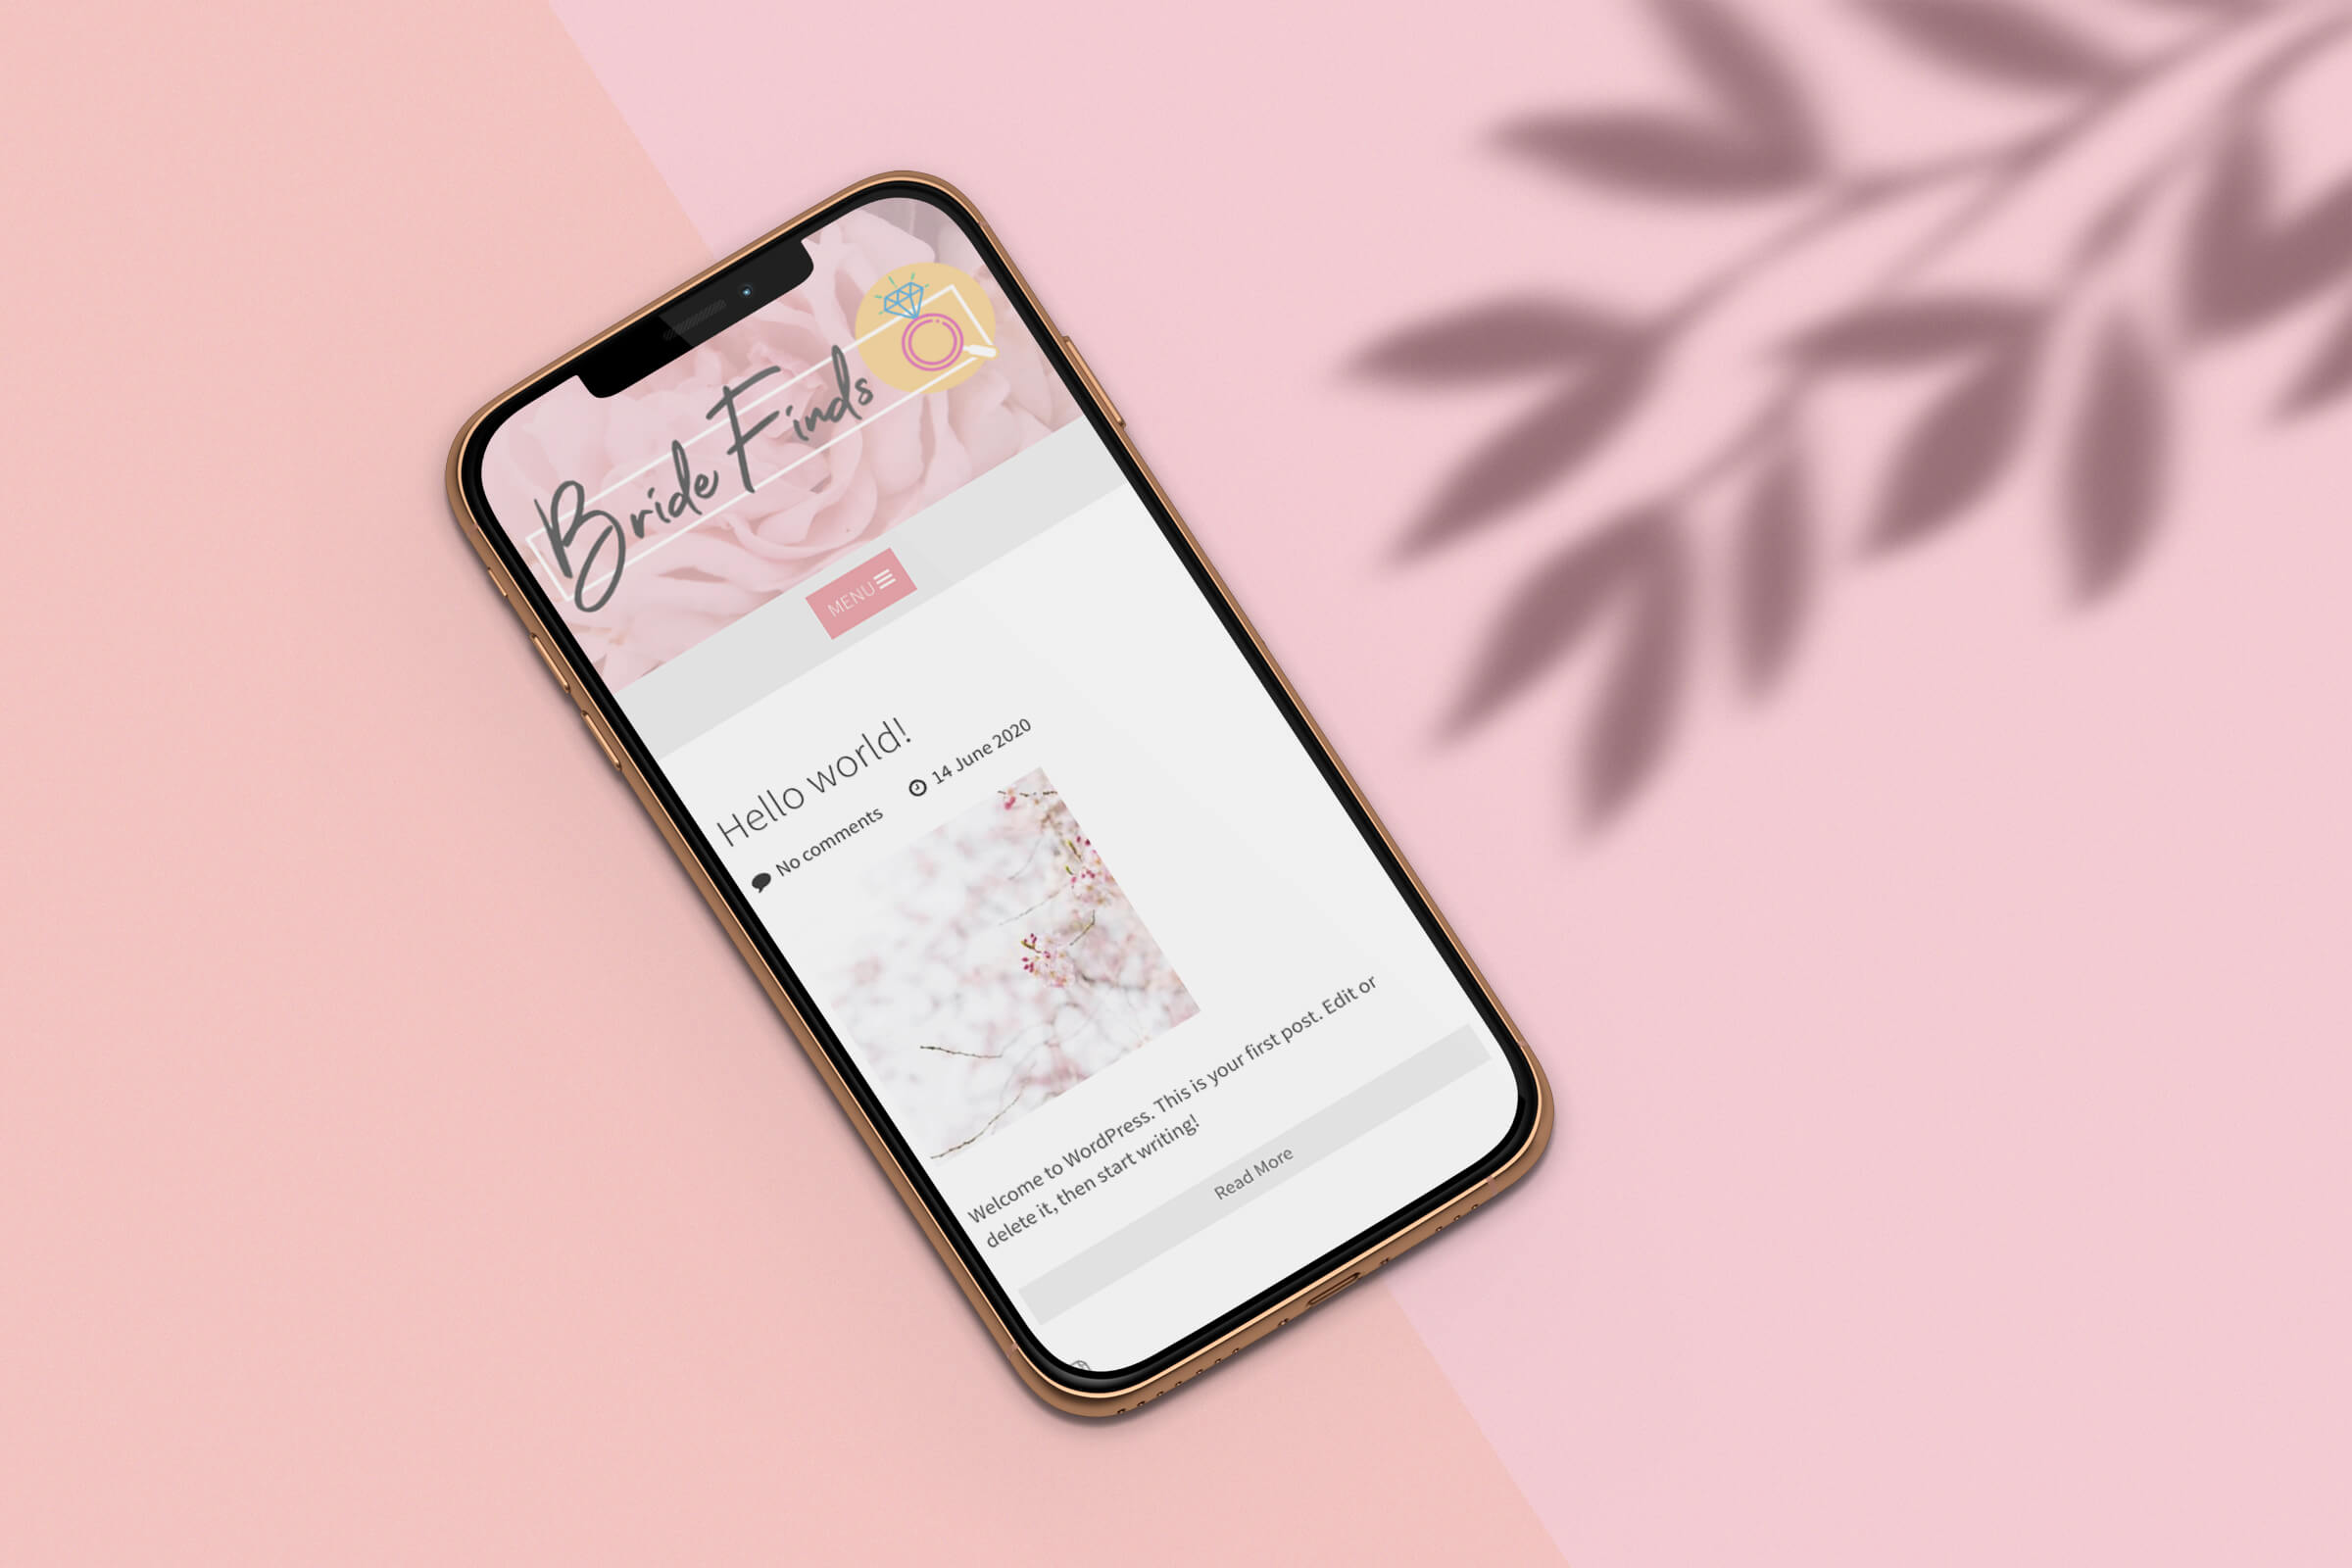 Bride Finds
MENU
Hello world!
No comments 14 June 2020
Welcome to WordPress. This is your first post. Edit or
delete it, then start writing!
Read More